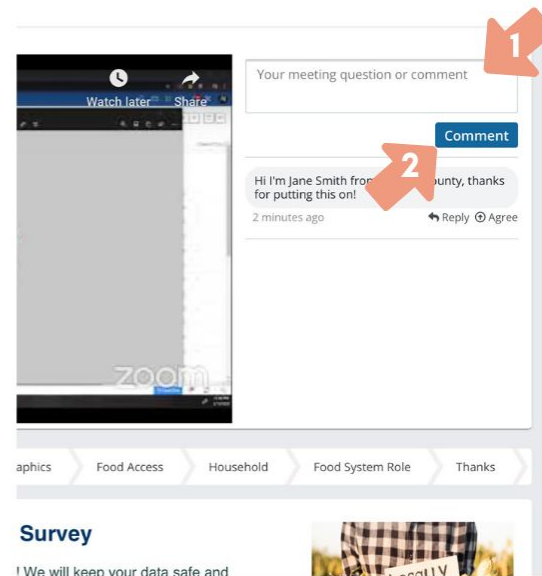 1
Your meeting question or comment
Watch later
Share
Comment
2
Hi I'm Jane Smith from unty, thanks
for putting this on!
2 minutes ago
Reply
Agree
zoom
aphics
Food Access
Household
Food System Role
Thanks
Survey
! We will keep your data safe and